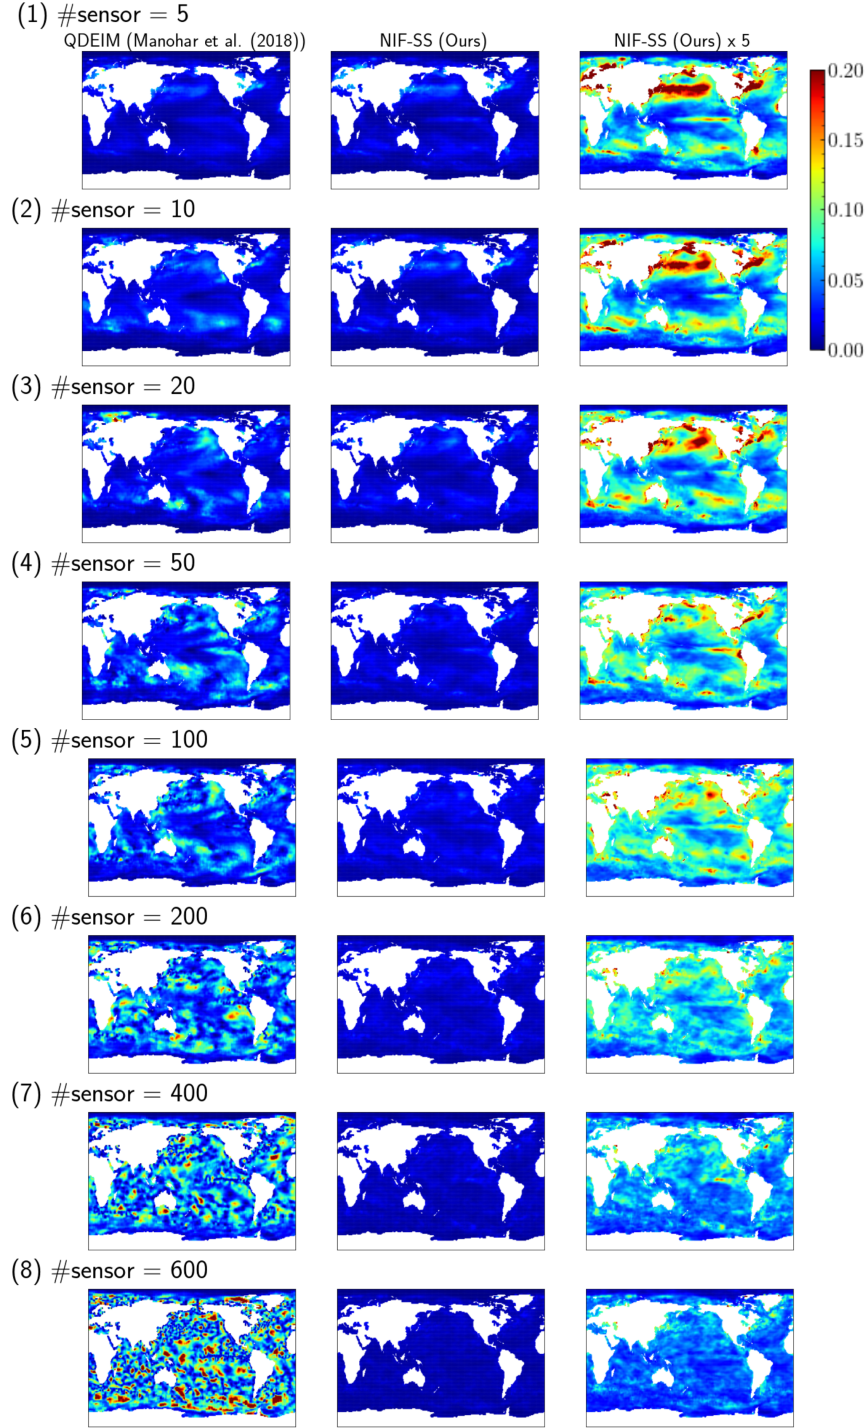 (1) #sensor = 5
QDEIM (Manohar et al. (2018)) NIF-SS (Ours) NIF-SS (Ours) x 5
0.20
0.15
(2) #sensor = 10
0.10
0.05
0.00
(3) #sensor = 20
(4) #sensor = 50
(5) #sensor = 100
(6) #sensor = 200
(7) #sensor = 400
(8) #sensor = 600